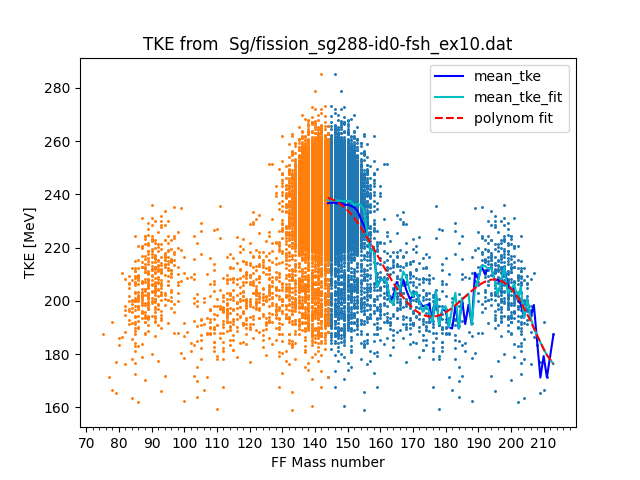 TKE from  Sg/fission_sg288-id0-fsh_ex10.dat
mean_tke
mean_tke_fit
polynom fit
TKE [MeV]
280
260
240
220
200
180
160
70 80 90 100 110 120 130 140 150 160 170 180 190 200 210
FF Mass number